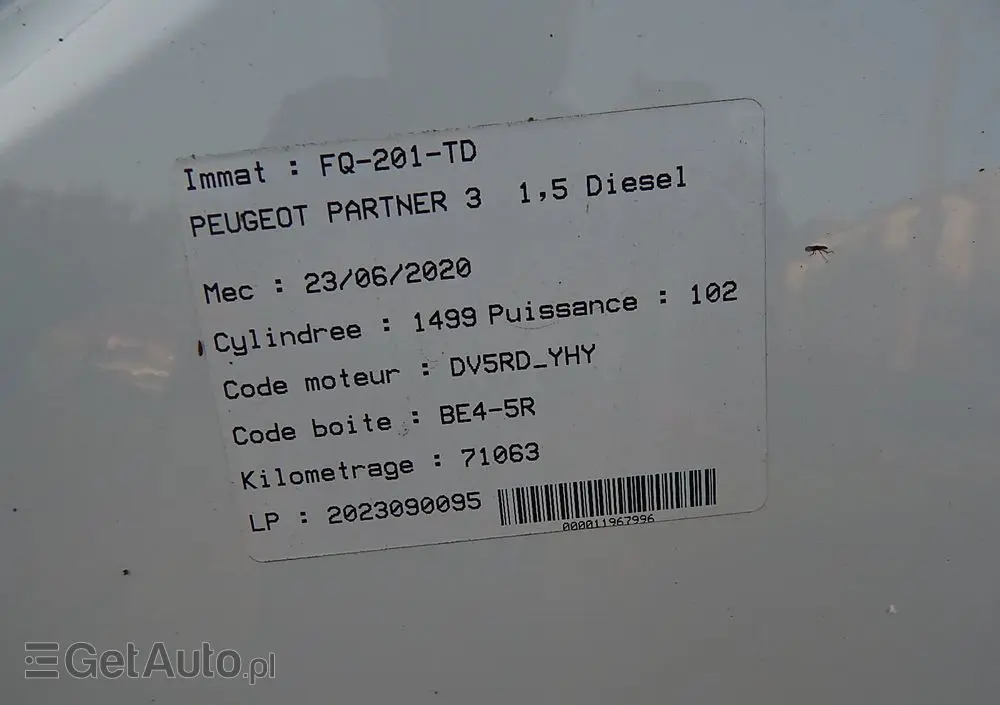 Immat : FQ-201-TD
PEUGEOT PARTNER 3 1,5 Diesel
Mec : 23/06/2020
Cylindree : 1499 Puissance : 102
Code moteur : DV5RD_YHY
Code boite : BE4-5R
Kilometrage : 71063
LP : 2023090095
000011967996
GetAuto.pl